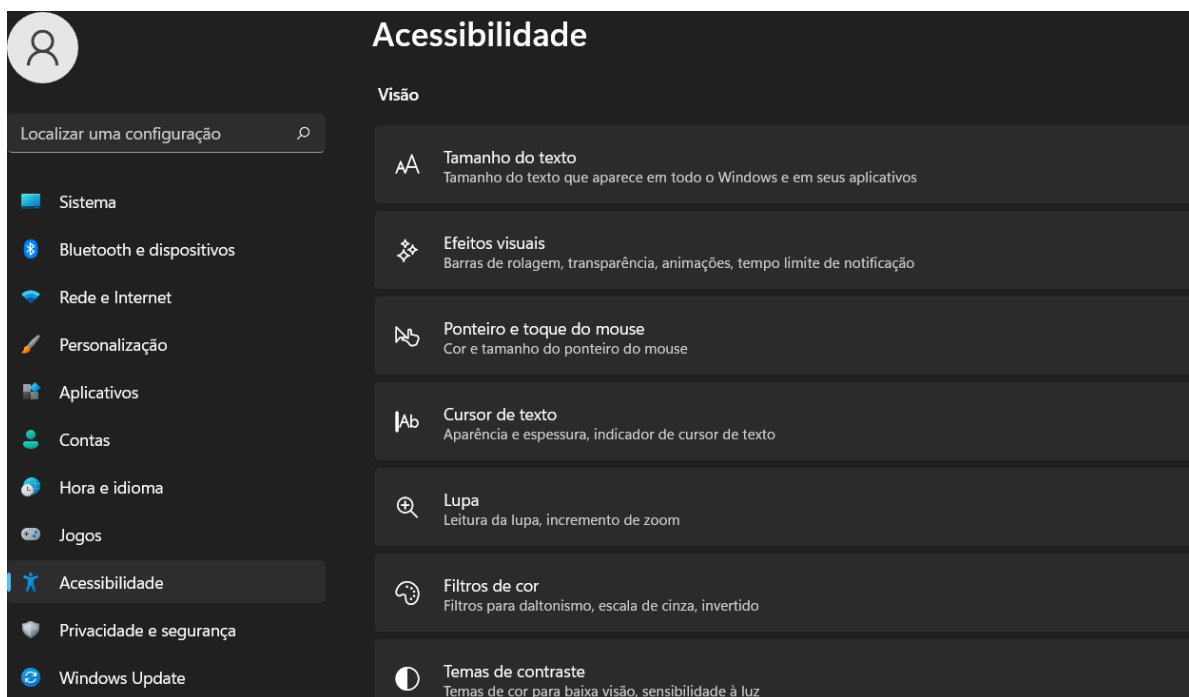 Acessibilidade
Visão
Localizar uma configuração
Sistema
Bluetooth e dispositivos
Rede e Internet
Personalização
Aplicativos
Contas
Hora e idioma
Jogos
Acessibilidade
Privacidade e segurança
Windows Update
Tamanho do texto
Tamanho do texto que aparece em todo o Windows e em seus aplicativos
Efeitos visuais
Barras de rolagem, transparência, animações, tempo limite de notificação
Ponteiro e toque do mouse
Cor e tamanho do ponteiro do mouse
Ab
Cursor de texto
Aparência e espessura, indicador de cursor de texto
Lupa
Leitura da lupa, incremento de zoom
Filtros de cor
Filtros para daltonismo, escala de cinza, invertido
Temas de contraste
Temas de cor para baixa visão, sensibilidade à luz